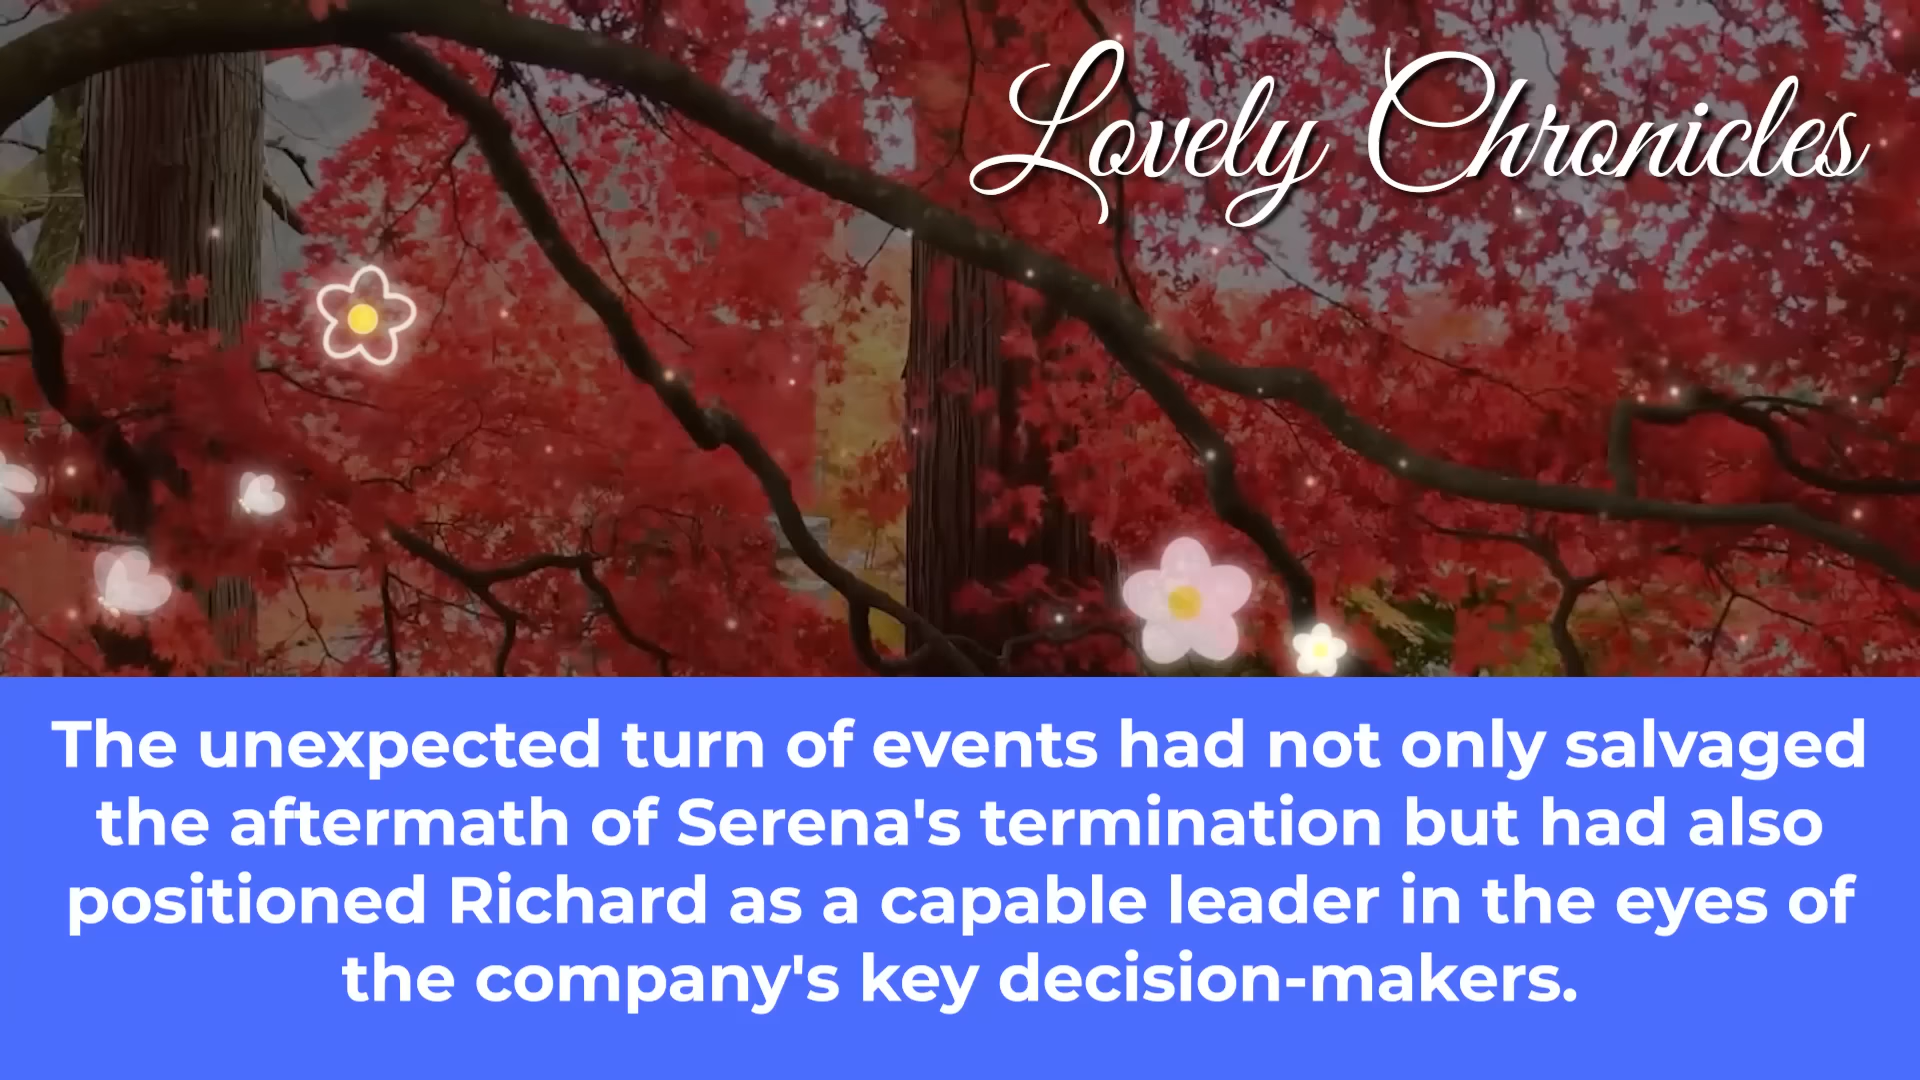 Lovely Chronicles
The unexpected turn of events had not only salvaged
the aftermath of Serena's termination but had also
positioned Richard as a capable leader in the eyes of
the company's key decision-makers.